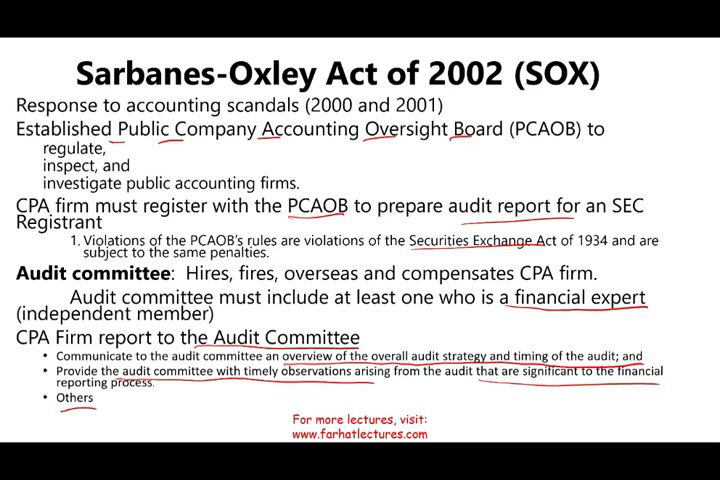 Sarbanes-Oxley Act of 2002 (SOX)
Response to accounting scandals (2000 and 2001)
Established Public Company Accounting Oversight Board (PCAOB) to
regulate,
inspect, and
investigate public accounting firms.
CPA firm must register with the PCAOB to prepare audit report for an SEC
Registrant
1. Violations of the PCAOB's rules are violations of the Securities Exchange Act of 1934 and are
subject to the same penalties.
Audit committee: Hires, fires, overseas and compensates CPA firm.
Audit committee must include at least one who is a financial expert
(independent member)
CPA Firm report to the Audit Committee
• Communicate to the audit committee an overview of the overall audit strategy and timing of the audit; and
• Provide the audit committee with timely observations arising from the audit that are significant to the financial
reporting process.
• Others
For more lectures, visit:
www.farhatlectures.com